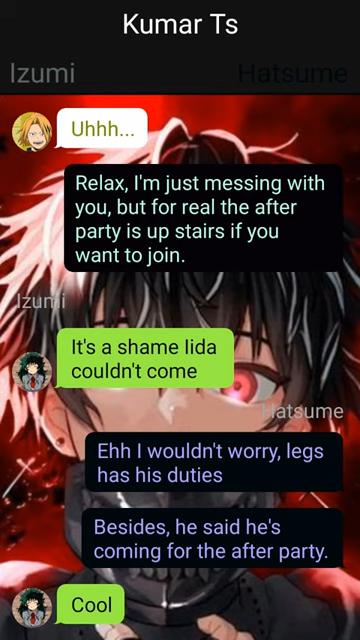 Kumar Ts
Izumi
Hatsume
Uhhh...
Relax, I'm just messing with
you, but for real the after
party is up stairs if you
want to join.
Izumi
It's a shame Iida
couldn't come
Hatsume
Ehh I wouldn't worry, legs
has his duties
Besides, he said he's
coming for the after party.
Cool